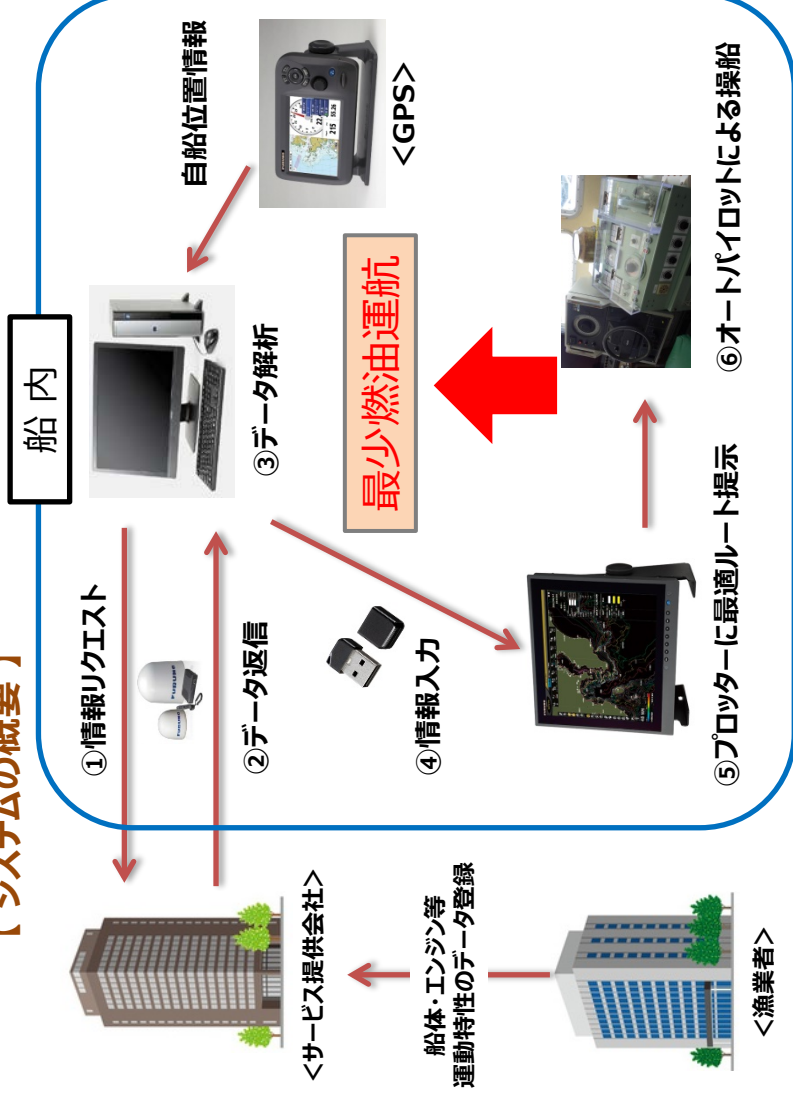 【 システムの概要 】
船 内
①情報リクエスト
②データ返信
③データ解析
自船位置情報
<GPS>
<サービス提供会社>
船体・エンジン等
運動特性のデータ登録
<漁業者>
④情報入力
最少燃油運航
⑤プロッターに最適ルート提示
⑥オートパイロットによる操船
FURUNO
FURUNO